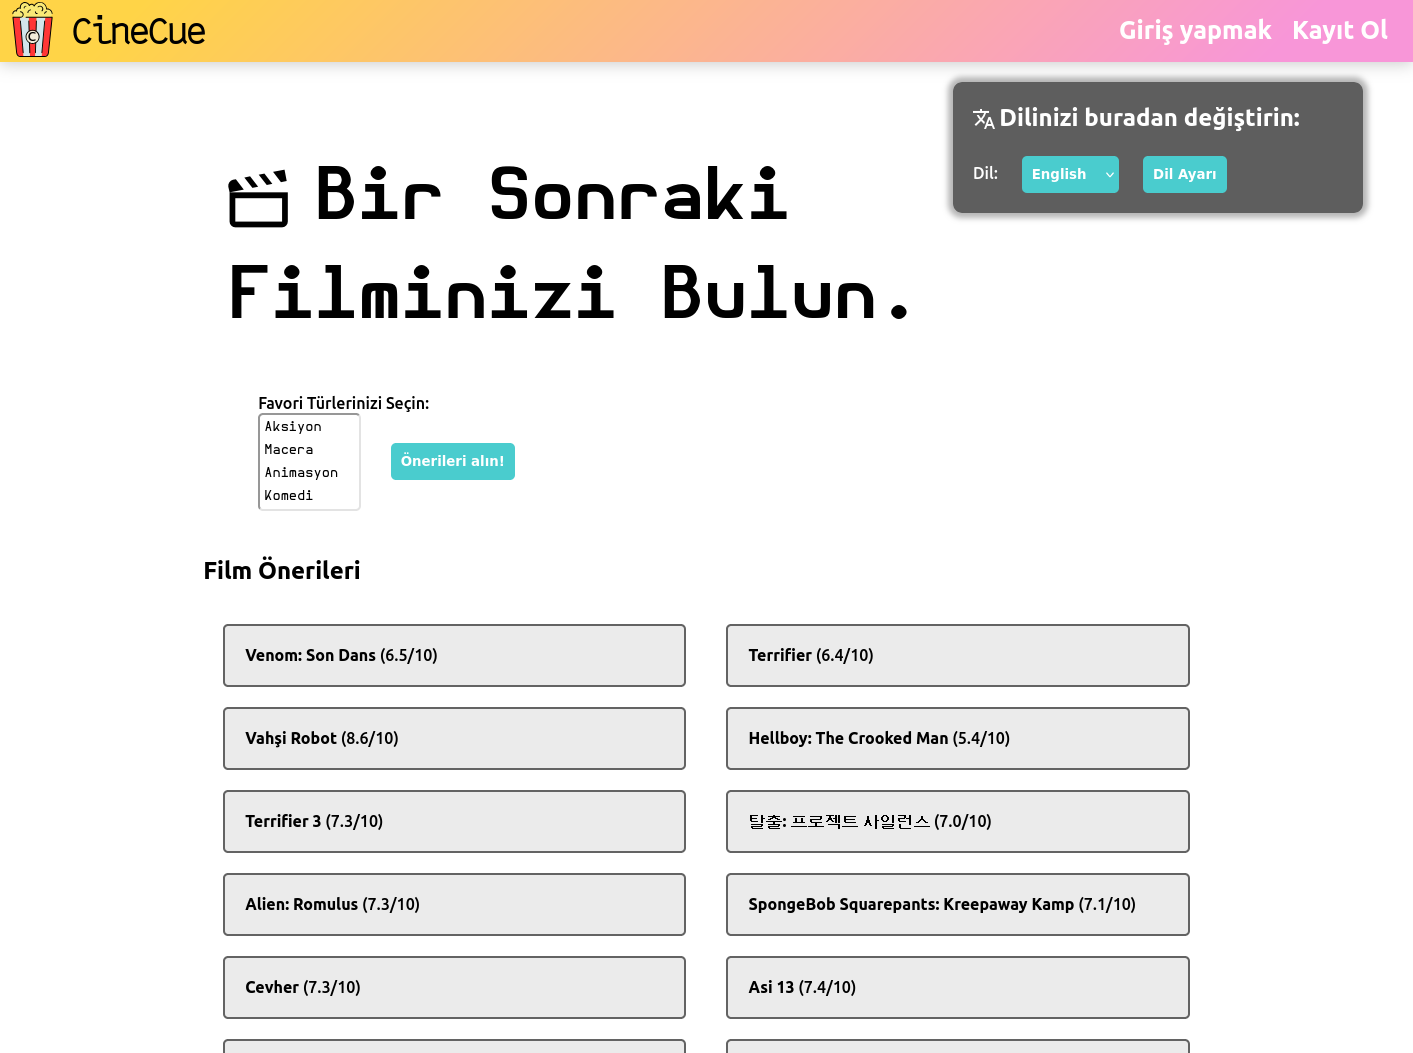 CineCue
Giriş yapmak Kayıt Ol
Dilinizi buradan değiştirin:
Dil: English Dil Ayarı
Bir Sonraki
Filminizi Bulun.
Favori Türlerinizi Seçin:
Aksiyon
Macera
Animasyon
Komedi
Önerileri alın!
Film Önerileri
Venom: Son Dans (6.5/10)
Terrifier (6.4/10)
Vahşi Robot (8.6/10)
Hellboy: The Crooked Man (5.4/10)
Terrifier 3 (7.3/10)
탈출: 프로젝트 사일런스 (7.0/10)
Alien: Romulus (7.3/10)
SpongeBob Squarepants: Kreepaway Kamp (7.1/10)
Cevher (7.3/10)
Asi 13 (7.4/10)